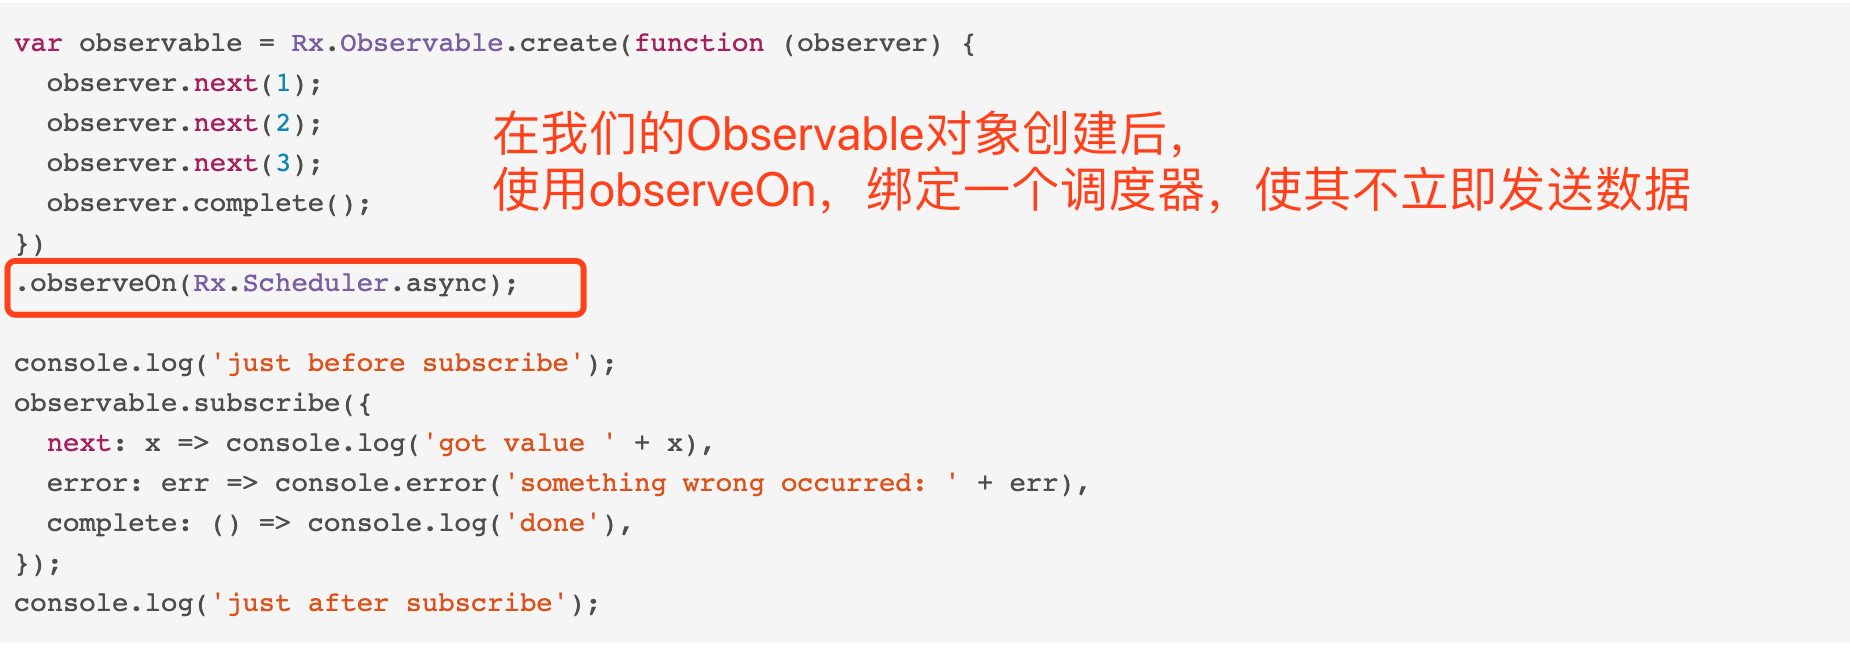 var observable = Rx.Observable.create(function (observer) {
  observer.next(1);
  observer.next(2);
  observer.next(3);
  observer.complete();
})
.observeOn(Rx.Scheduler.async);
在我们的Observable对象创建后，
使用observeOn，绑定一个调度器，使其不立即发送数据
console.log('just before subscribe');
observable.subscribe({
  next: x => console.log('got value ' + x),
  error: err => console.error('something wrong occurred: ' + err),
  complete: () => console.log('done'),
});
console.log('just after subscribe');